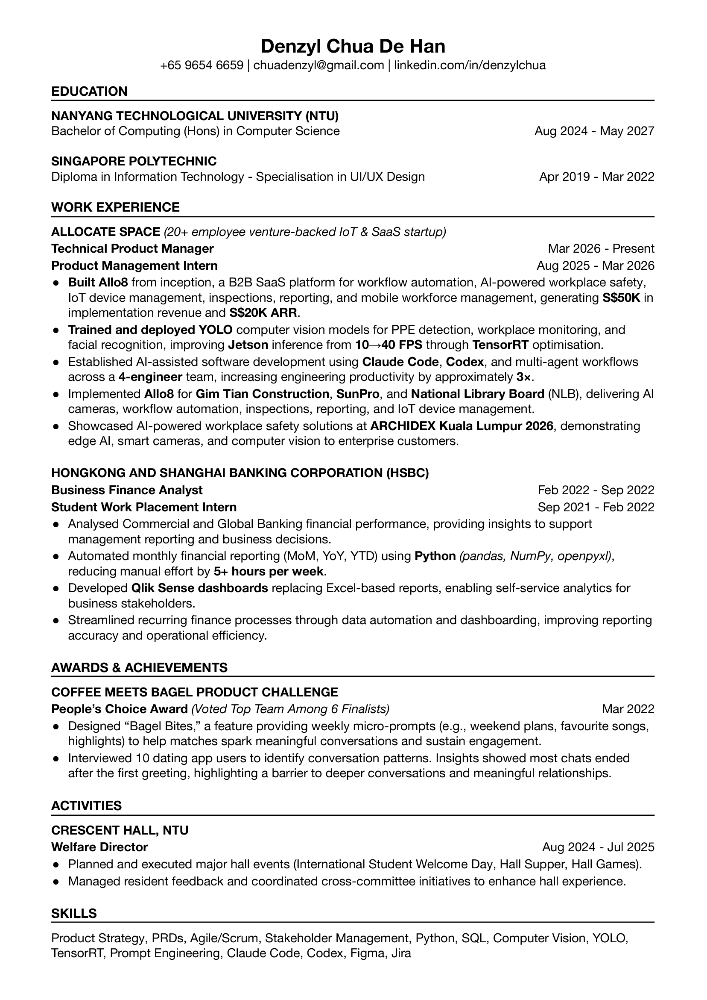 Denzyl Chua De Han
+65 9654 6659 | chuadenzyl@gmail.com | linkedin.com/in/denzylchua
EDUCATION
NANYANG TECHNOLOGICAL UNIVERSITY (NTU)
Bachelor of Computing (Hons) in Computer Science Aug 2024 - May 2027
SINGAPORE POLYTECHNIC
Diploma in Information Technology - Specialisation in UI/UX Design Apr 2019 - Mar 2022
WORK EXPERIENCE
ALLOCATE SPACE (20+ employee venture-backed IoT & SaaS startup)
Technical Product Manager Mar 2026 - Present
Product Management Intern Aug 2025 - Mar 2026
● Built Allo8 from inception, a B2B SaaS platform for workflow automation, AI-powered workplace safety,
IoT device management, inspections, reporting, and mobile workforce management, generating S$50K in
implementation revenue and S$20K ARR.
● Trained and deployed YOLO computer vision models for PPE detection, workplace monitoring, and
facial recognition, improving Jetson inference from 10→40 FPS through TensorRT optimisation.
● Established AI-assisted software development using Claude Code, Codex, and multi-agent workflows
across a 4-engineer team, increasing engineering productivity by approximately 3×.
● Implemented Allo8 for Gim Tian Construction, SunPro, and National Library Board (NLB), delivering AI
cameras, workflow automation, inspections, reporting, and IoT device management.
● Showcased AI-powered workplace safety solutions at ARCHIDEX Kuala Lumpur 2026, demonstrating
edge AI, smart cameras, and computer vision to enterprise customers.
HONGKONG AND SHANGHAI BANKING CORPORATION (HSBC)
Business Finance Analyst Feb 2022 - Sep 2022
Student Work Placement Intern Sep 2021 - Feb 2022
● Analysed Commercial and Global Banking financial performance, providing insights to support
management reporting and business decisions.
● Automated monthly financial reporting (MoM, YoY, YTD) using Python (pandas, NumPy, openpyxl),
reducing manual effort by 5+ hours per week.
● Developed Qlik Sense dashboards replacing Excel-based reports, enabling self-service analytics for
business stakeholders.
● Streamlined recurring finance processes through data automation and dashboarding, improving reporting
accuracy and operational efficiency.
AWARDS & ACHIEVEMENTS
COFFEE MEETS BAGEL PRODUCT CHALLENGE
People’s Choice Award (Voted Top Team Among 6 Finalists) Mar 2022
● Designed “Bagel Bites,” a feature providing weekly micro-prompts (e.g., weekend plans, favourite songs,
highlights) to help matches spark meaningful conversations and sustain engagement.
● Interviewed 10 dating app users to identify conversation patterns. Insights showed most chats ended
after the first greeting, highlighting a barrier to deeper conversations and meaningful relationships.
ACTIVITIES
CRESCENT HALL, NTU
Welfare Director Aug 2024 - Jul 2025
● Planned and executed major hall events (International Student Welcome Day, Hall Supper, Hall Games).
● Managed resident feedback and coordinated cross-committee initiatives to enhance hall experience.
SKILLS
Product Strategy, PRDs, Agile/Scrum, Stakeholder Management, Python, SQL, Computer Vision, YOLO,
TensorRT, Prompt Engineering, Claude Code, Codex, Figma, Jira